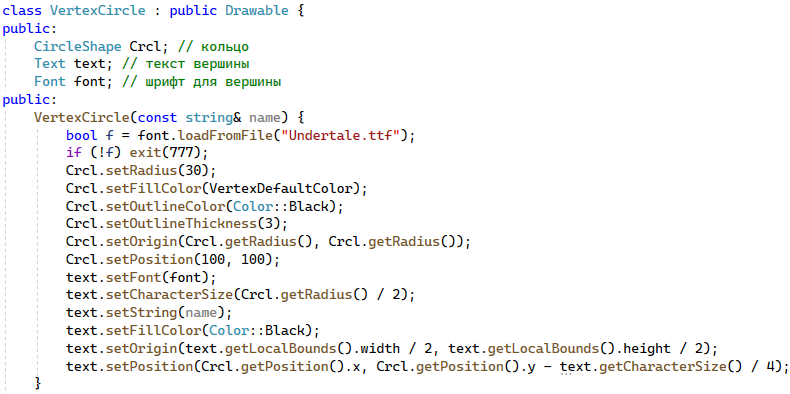 class VertexCircle : public Drawable {
public:
    CircleShape Crcl; // кольцо
    Text text; // текст вершины
    Font font; // шрифт для вершины
public:
    VertexCircle(const string& name) {
        bool f = font.loadFromFile("Undertale.ttf");
        if (!f) exit(777);
        Crcl.setRadius(30);
        Crcl.setFillColor(VertexDefaultColor);
        Crcl.setOutlineColor(Color::Black);
        Crcl.setOutlineThickness(3);
        Crcl.setOrigin(Crcl.getRadius(), Crcl.getRadius());
        Crcl.setPosition(100, 100);
        text.setFont(font);
        text.setCharacterSize(Crcl.getRadius() / 2);
        text.setString(name);
        text.setFillColor(Color::Black);
        text.setOrigin(text.getLocalBounds().width / 2, text.getLocalBounds().height / 2);
        text.setPosition(Crcl.getPosition().x, Crcl.getPosition().y - text.getCharacterSize() / 4);
    }